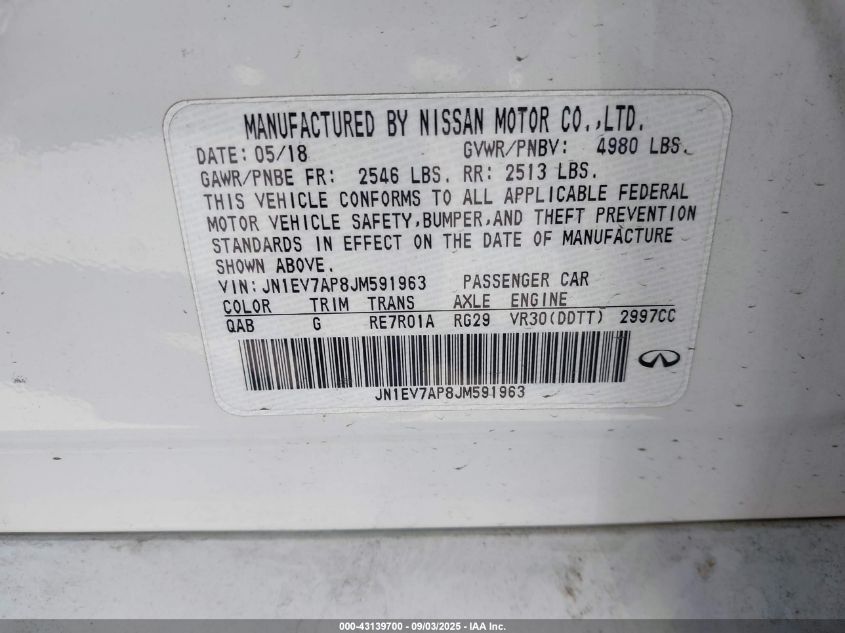 MANUFACTURED BY NISSAN MOTOR CO.,LTD.
DATE: 05/18 GVWR/PNBV: 4980 LBS.
GAWR/PNBE FR: 2546 LBS. RR: 2513 LBS.
THIS VEHICLE CONFORMS TO ALL APPLICABLE FEDERAL
MOTOR VEHICLE SAFETY,BUMPER,AND THEFT PREVENTION
STANDARDS IN EFFECT ON THE DATE OF MANUFACTURE
SHOWN ABOVE.
VIN: JN1EV7AP8JM591963 PASSENGER CAR
COLOR TRIM TRANS AXLE ENGINE
QAB G RE7R01A RG29 VR30(DDTT) 2997CC
JN1EV7AP8JM591963
000-43139700 - 09/03/2025 - IAA Inc.